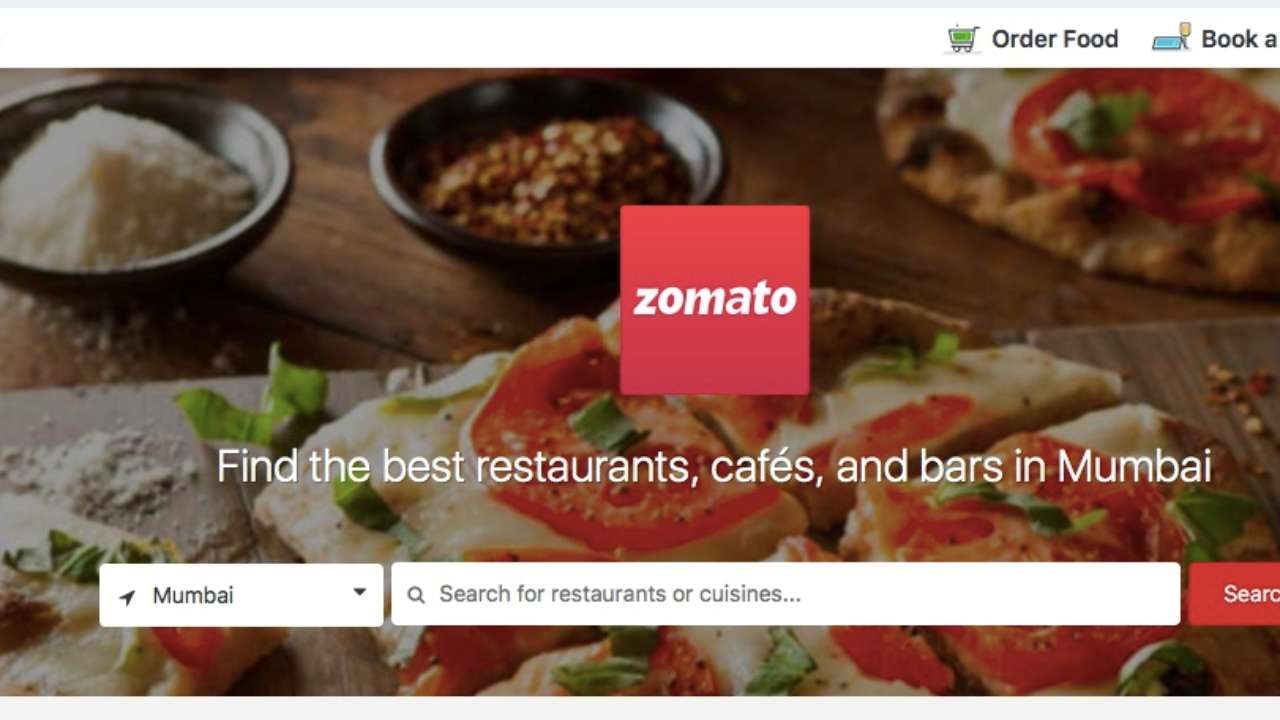 Order Food
Book a
zomato
Find the best restaurants, cafés, and bars in Mumbai
Mumbai
Search for restaurants or cuisines...
Searc